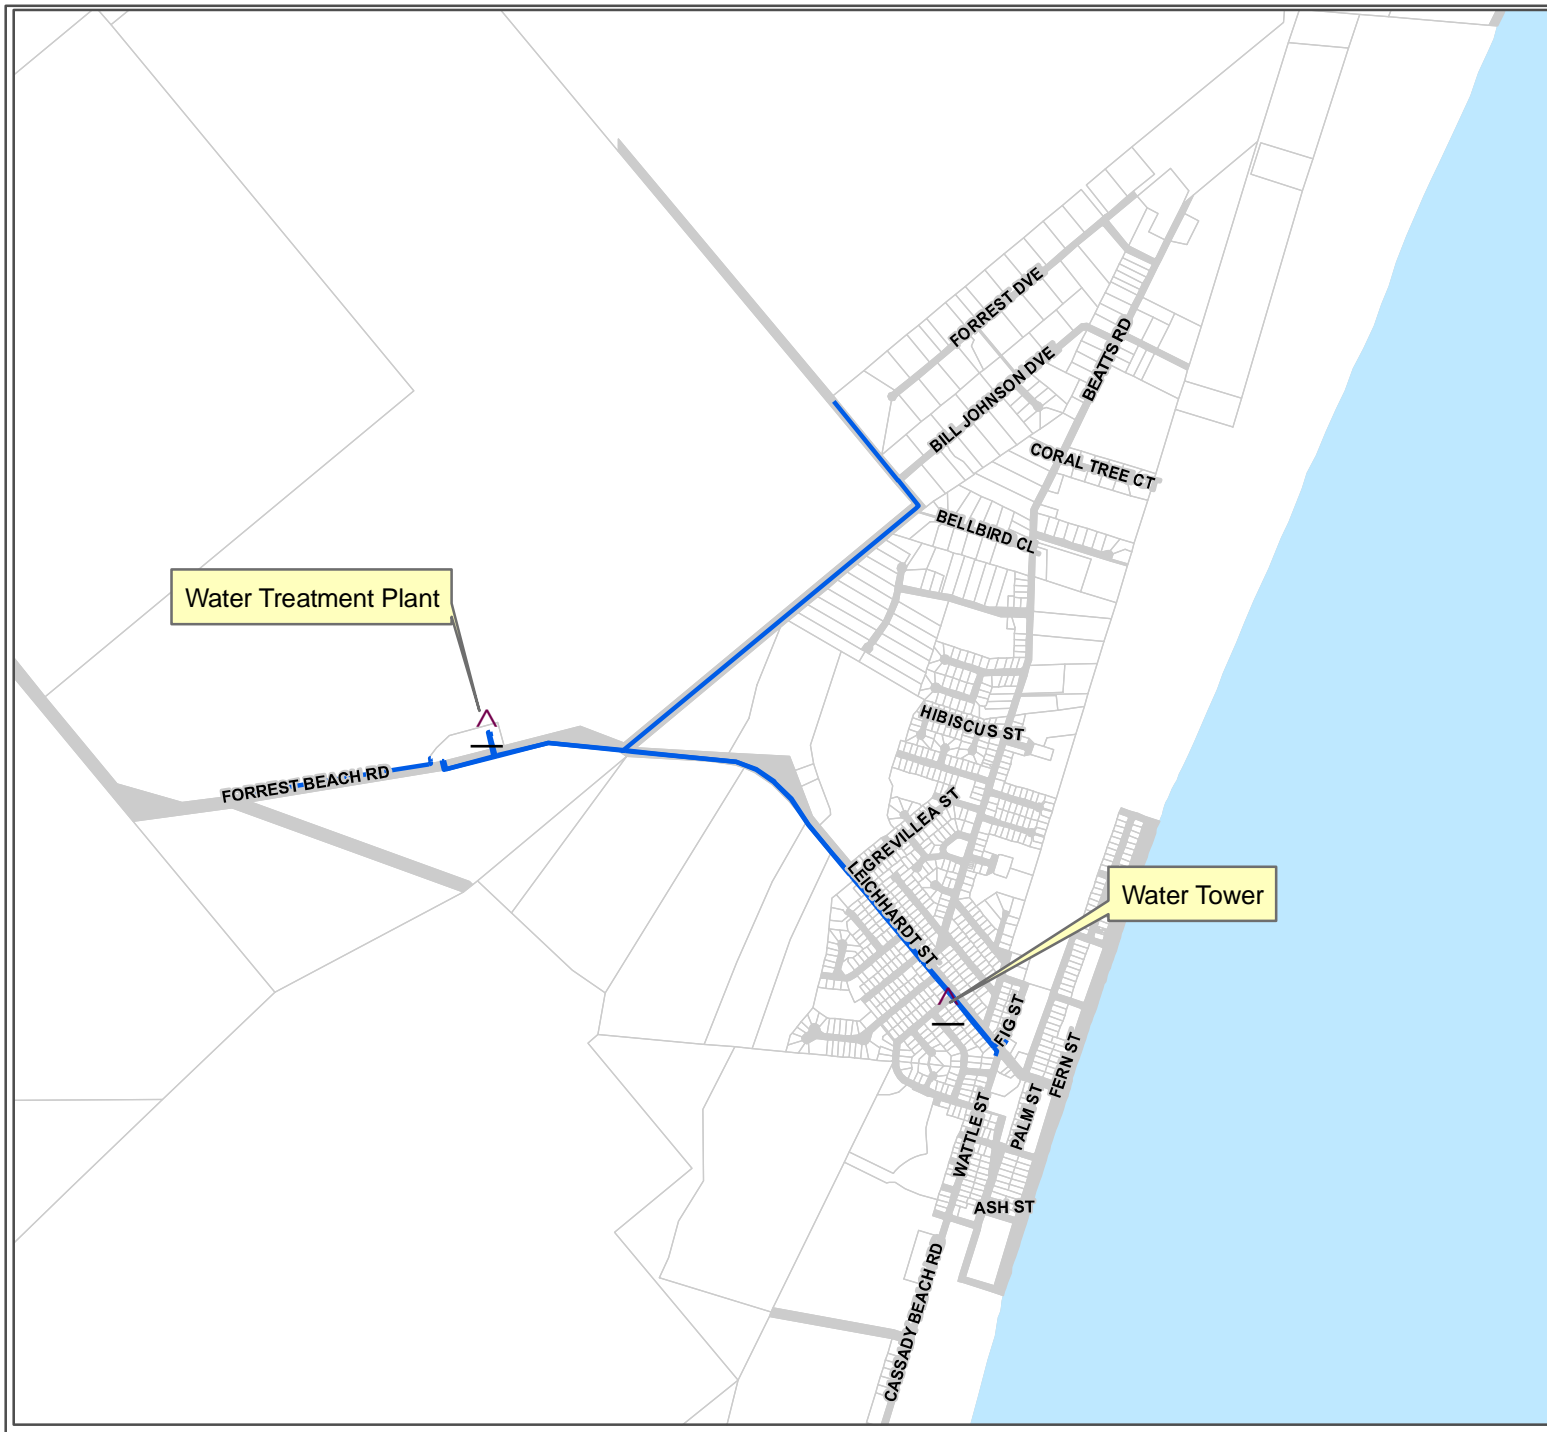 FORREST DVE
BEATTS RD
BILL JOHNSON DVE
CORAL TREE CT
BELLBIRD CL
Water Treatment Plant
HIBISCUS ST
FORREST BEACH RD
GREVILLEA ST
LEICHHARDT ST
Water Tower
FIG ST
FERN ST
PALM ST
WATTLE ST
ASH ST
CASSADY BEACH RD